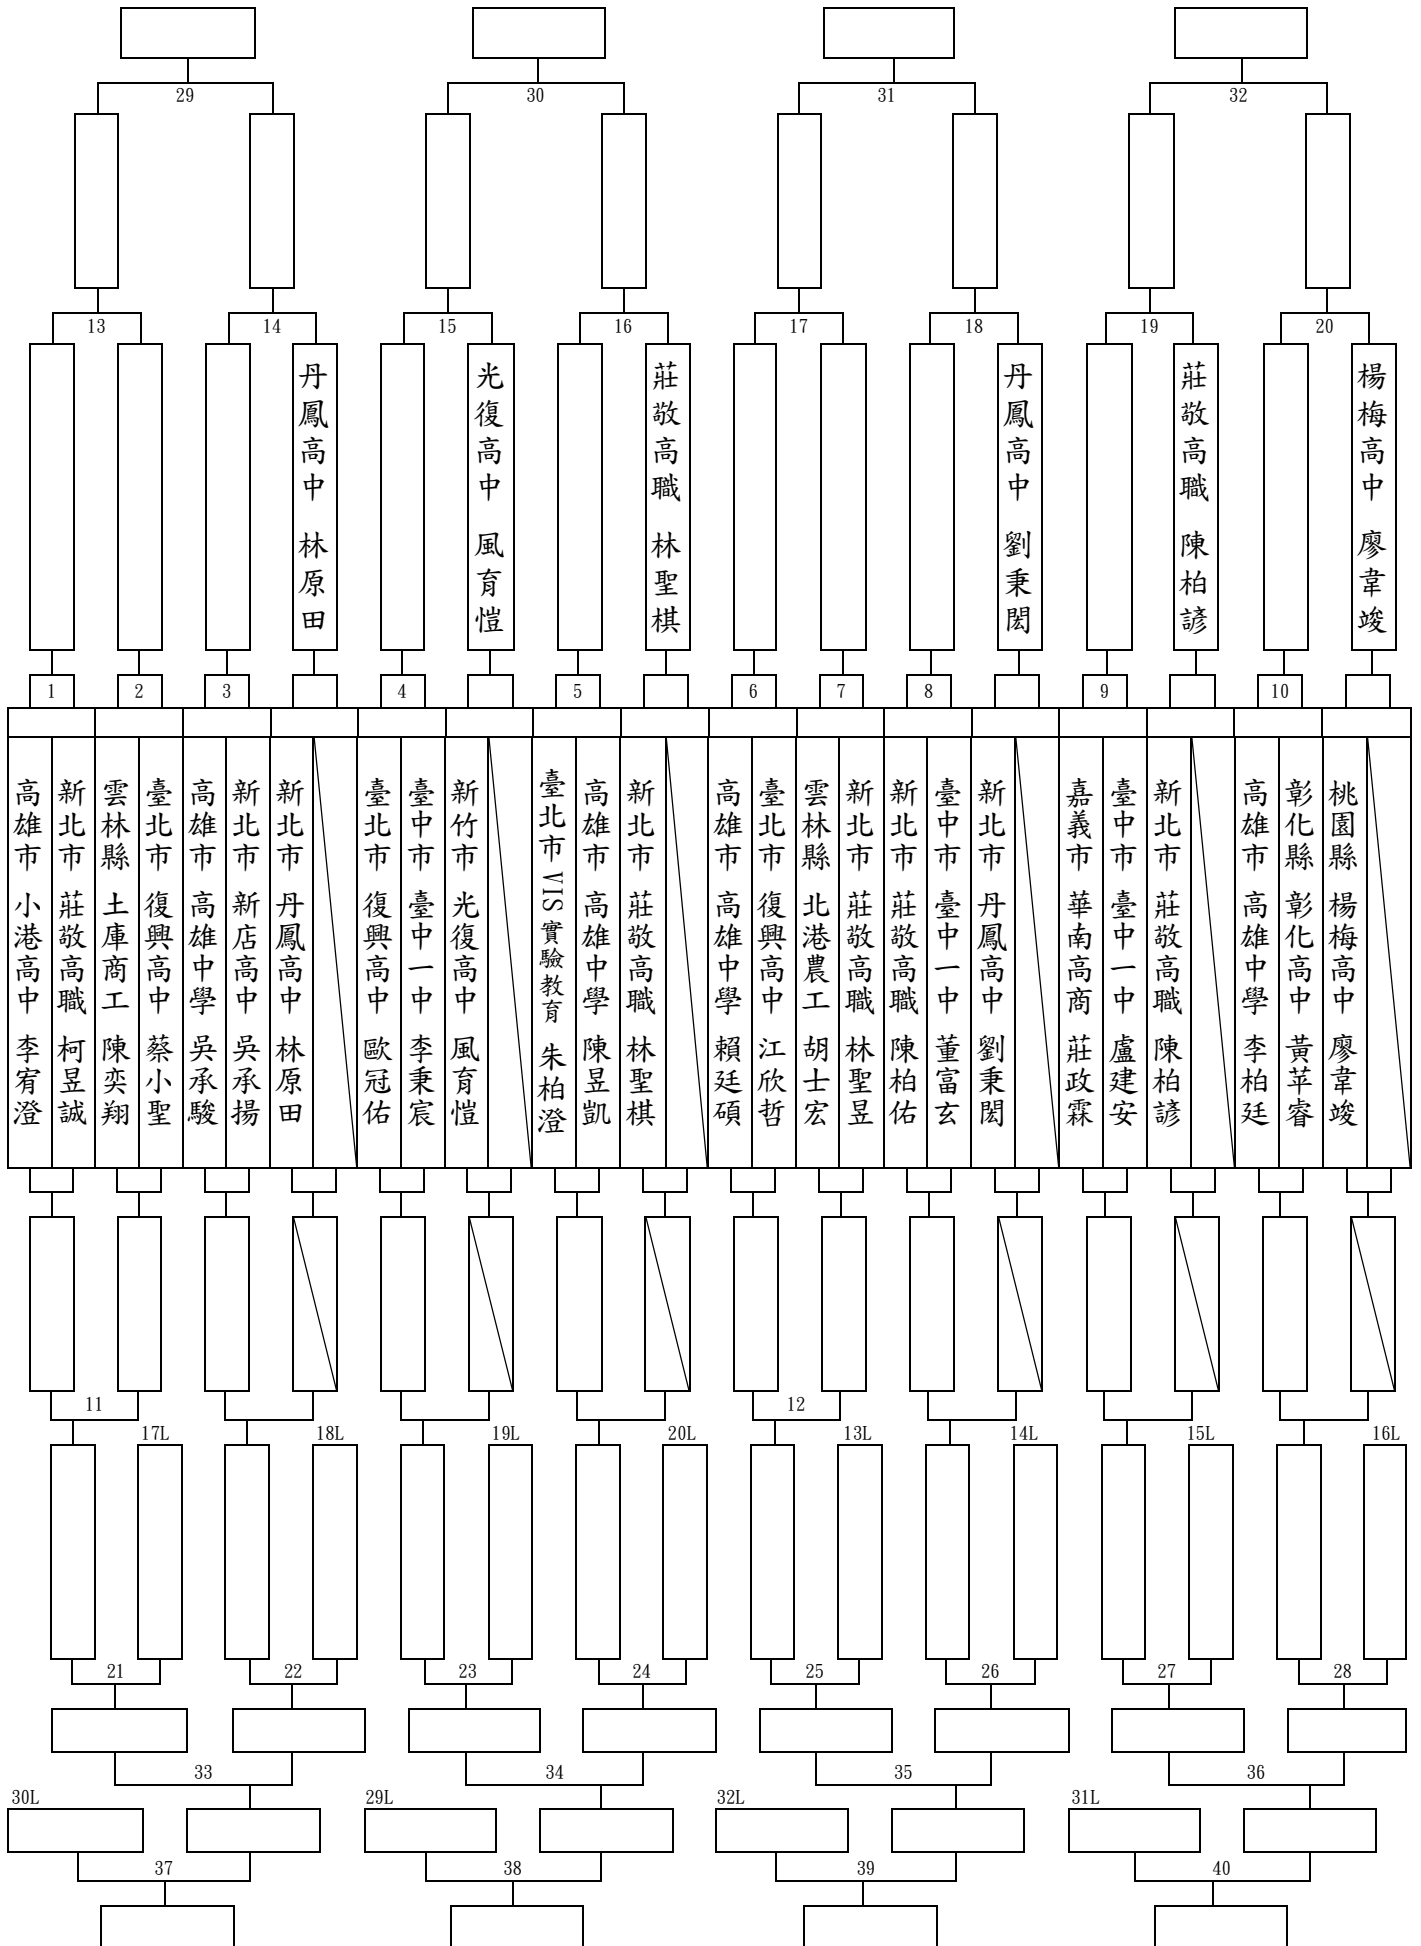 29
30
31
32
13
14
15
16
17
18
19
20
丹鳳高中 林原田
光復高中 風育愷
莊敬高職 林聖棋
丹鳳高中 劉秉閎
莊敬高職 陳柏諺
楊梅高中 廖韋竣
1
2
3
4
5
6
7
8
9
10
高雄市 小港高中 李宥澄
新北市 莊敬高職 柯昱誠
雲林縣 土庫商工 陳奕翔
臺北市 復興高中 蔡小聖
高雄市 高雄中學 吳承駿
新北市 新店高中 吳承揚
新北市 丹鳳高中 林原田
臺北市 復興高中 歐冠佑
臺中市 臺中一中 李秉宸
新竹市 光復高中 風育愷
臺北市 VIS 實驗教育 朱柏澄
高雄市 高雄中學 陳昱凱
新北市 莊敬高職 林聖棋
高雄市 高雄中學 賴廷碩
臺北市 復興高中 江欣哲
雲林縣 北港農工 胡士宏
新北市 莊敬高職 林聖昱
新北市 莊敬高職 陳柏佑
臺中市 臺中一中 董富玄
新北市 丹鳳高中 劉秉閎
嘉義市 華南高商 莊政霖
臺中市 臺中一中 盧建安
新北市 莊敬高職 陳柏諺
高雄市 高雄中學 李柏廷
彰化縣 彰化高中 黃苹睿
桃園縣 楊梅高中 廖韋竣
11
12
17L
18L
19L
20L
13L
14L
15L
16L
21
22
23
24
25
26
27
28
33
34
35
36
30L
29L
32L
31L
37
38
39
40